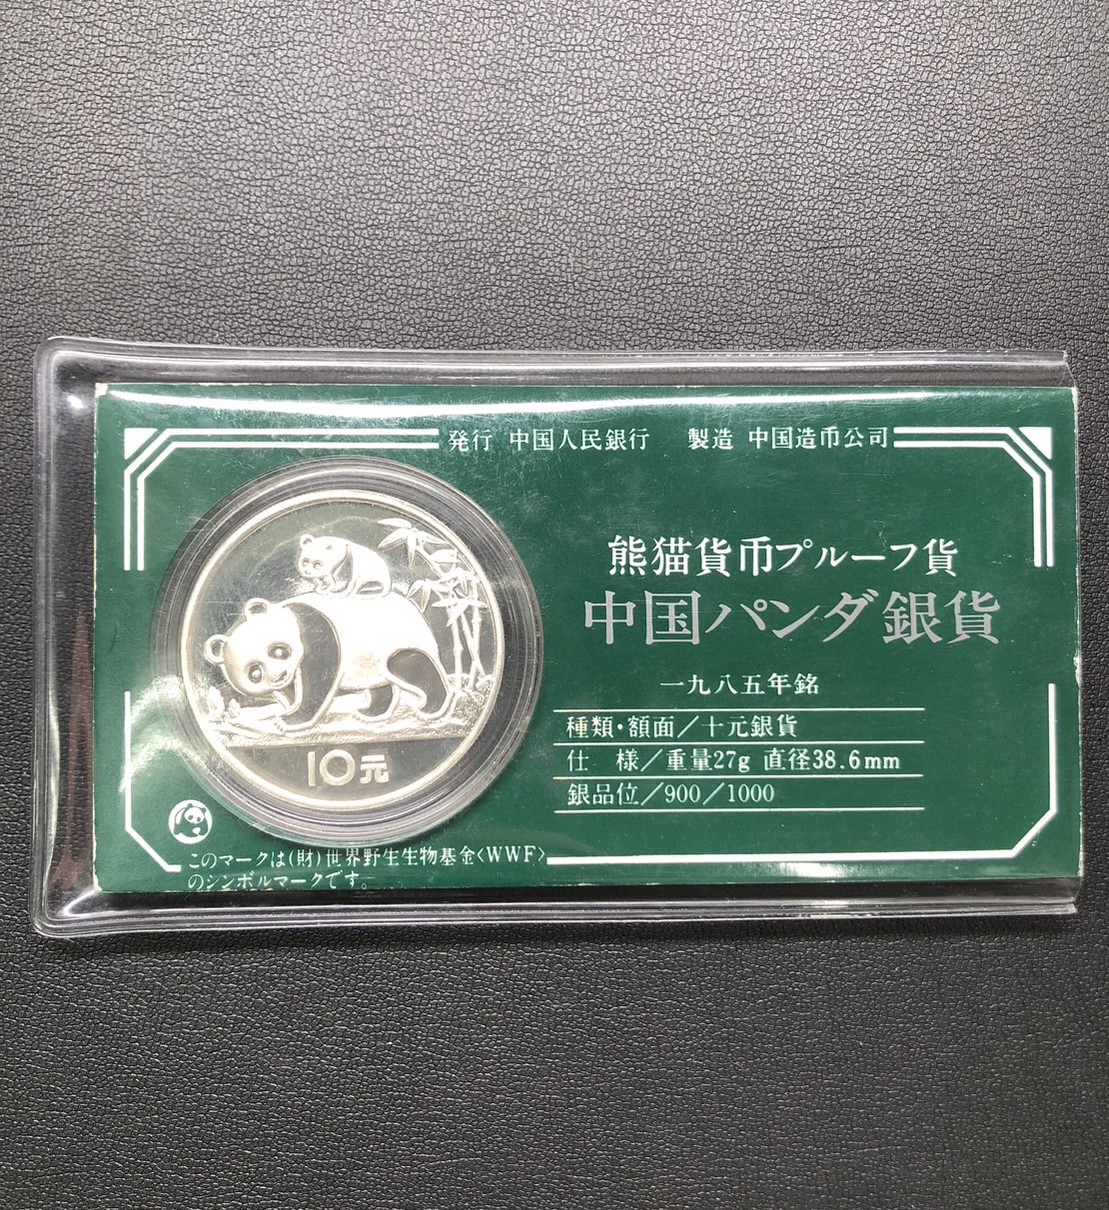 発行 中国人民銀行 製造 中国造币公司
熊猫貨币プルーフ貨
中国パンダ銀貨
一九八五年銘
種類・額面／十元銀貨
仕 様／重量27g 直径38.6mm
銀品位／900／1000
10元
このマークは(財)世界野生生物基金〈WWF〉
のシンボルマークです。